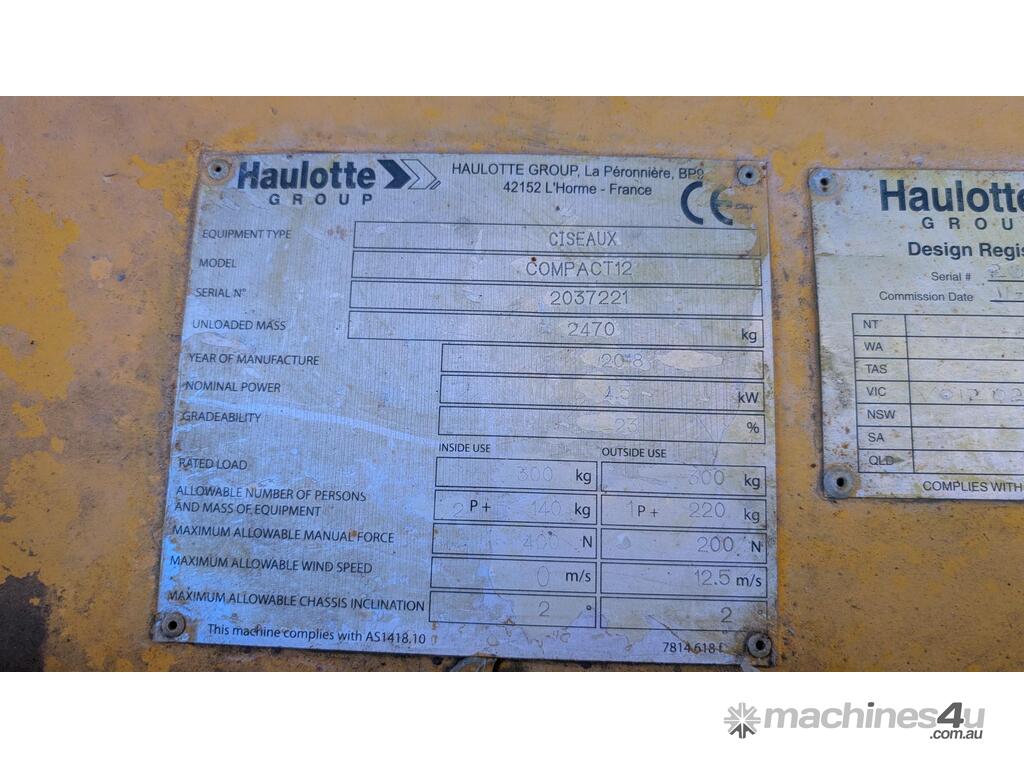 Haulotte
GROUP
HAULOTTE GROUP, La Péronnière, BP9
42152 L'Horme - France
CE
EQUIPMENT TYPE CISEAUX
MODEL COMPACT12
SERIAL N° 2037221
UNLOADED MASS 2470 kg
YEAR OF MANUFACTURE
NOMINAL POWER kW
GRADEABILITY 23 %
INSIDE USE OUTSIDE USE
RATED LOAD 300 kg 300 kg
ALLOWABLE NUMBER OF PERSONS
AND MASS OF EQUIPMENT 2 P+ 140 kg 1 P+ 220 kg
MAXIMUM ALLOWABLE MANUAL FORCE 400 N 200 N
MAXIMUM ALLOWABLE WIND SPEED 0 m/s 12.5 m/s
MAXIMUM ALLOWABLE CHASSIS INCLINATION 2 ° 2 °
This machine complies with AS1418.10
7814 618
Haulotte
GROU
Design Regis
Serial #
Commission Date
NT
WA
TAS
VIC
NSW
SA
QLD
COMPLIES WITH
machines4u
.com.au